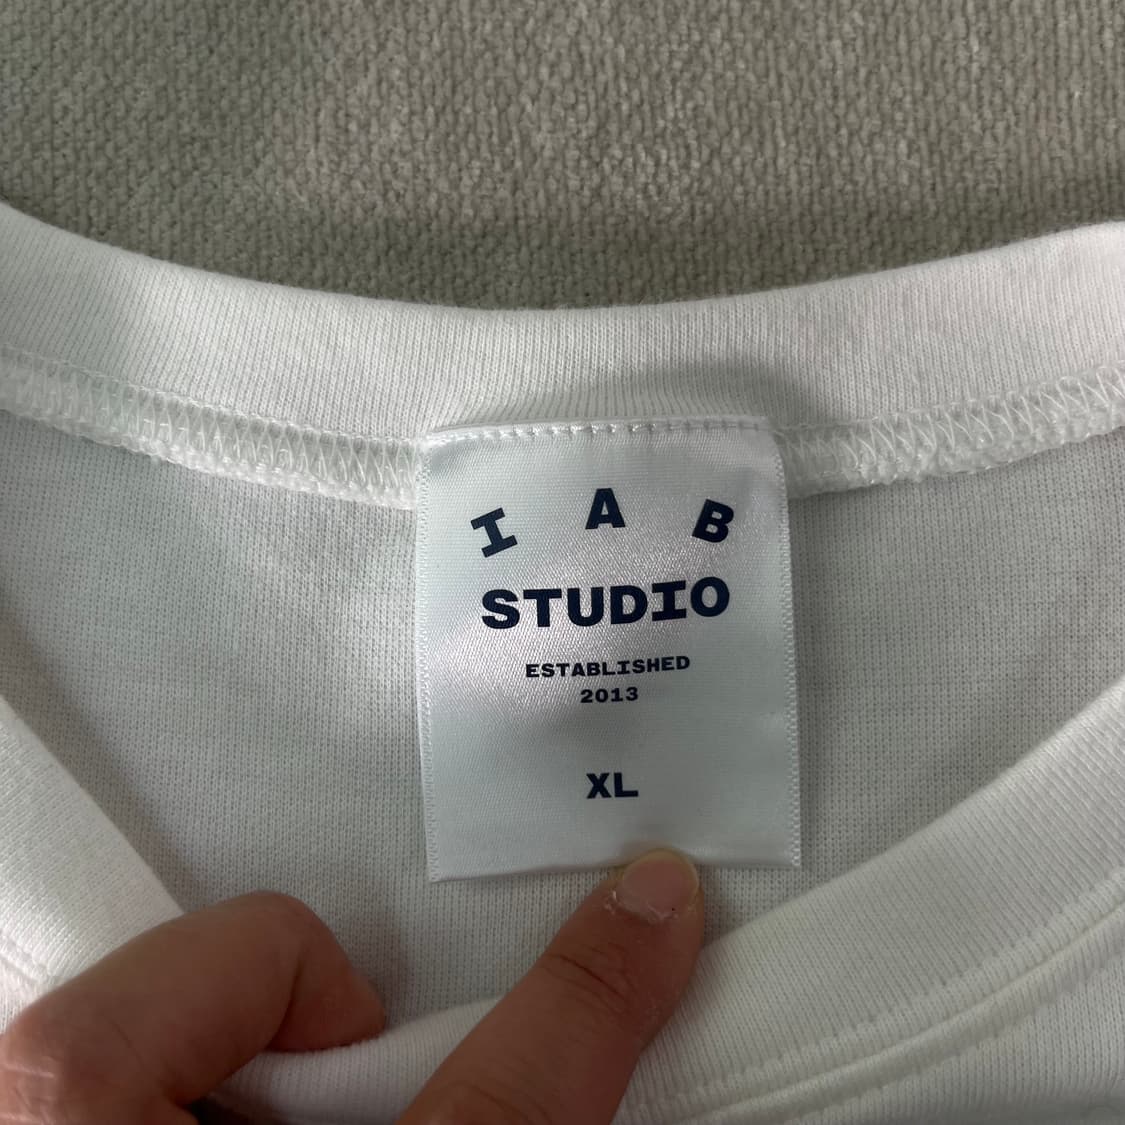 I A B
STUDIO
ESTABLISHED
2013
XL